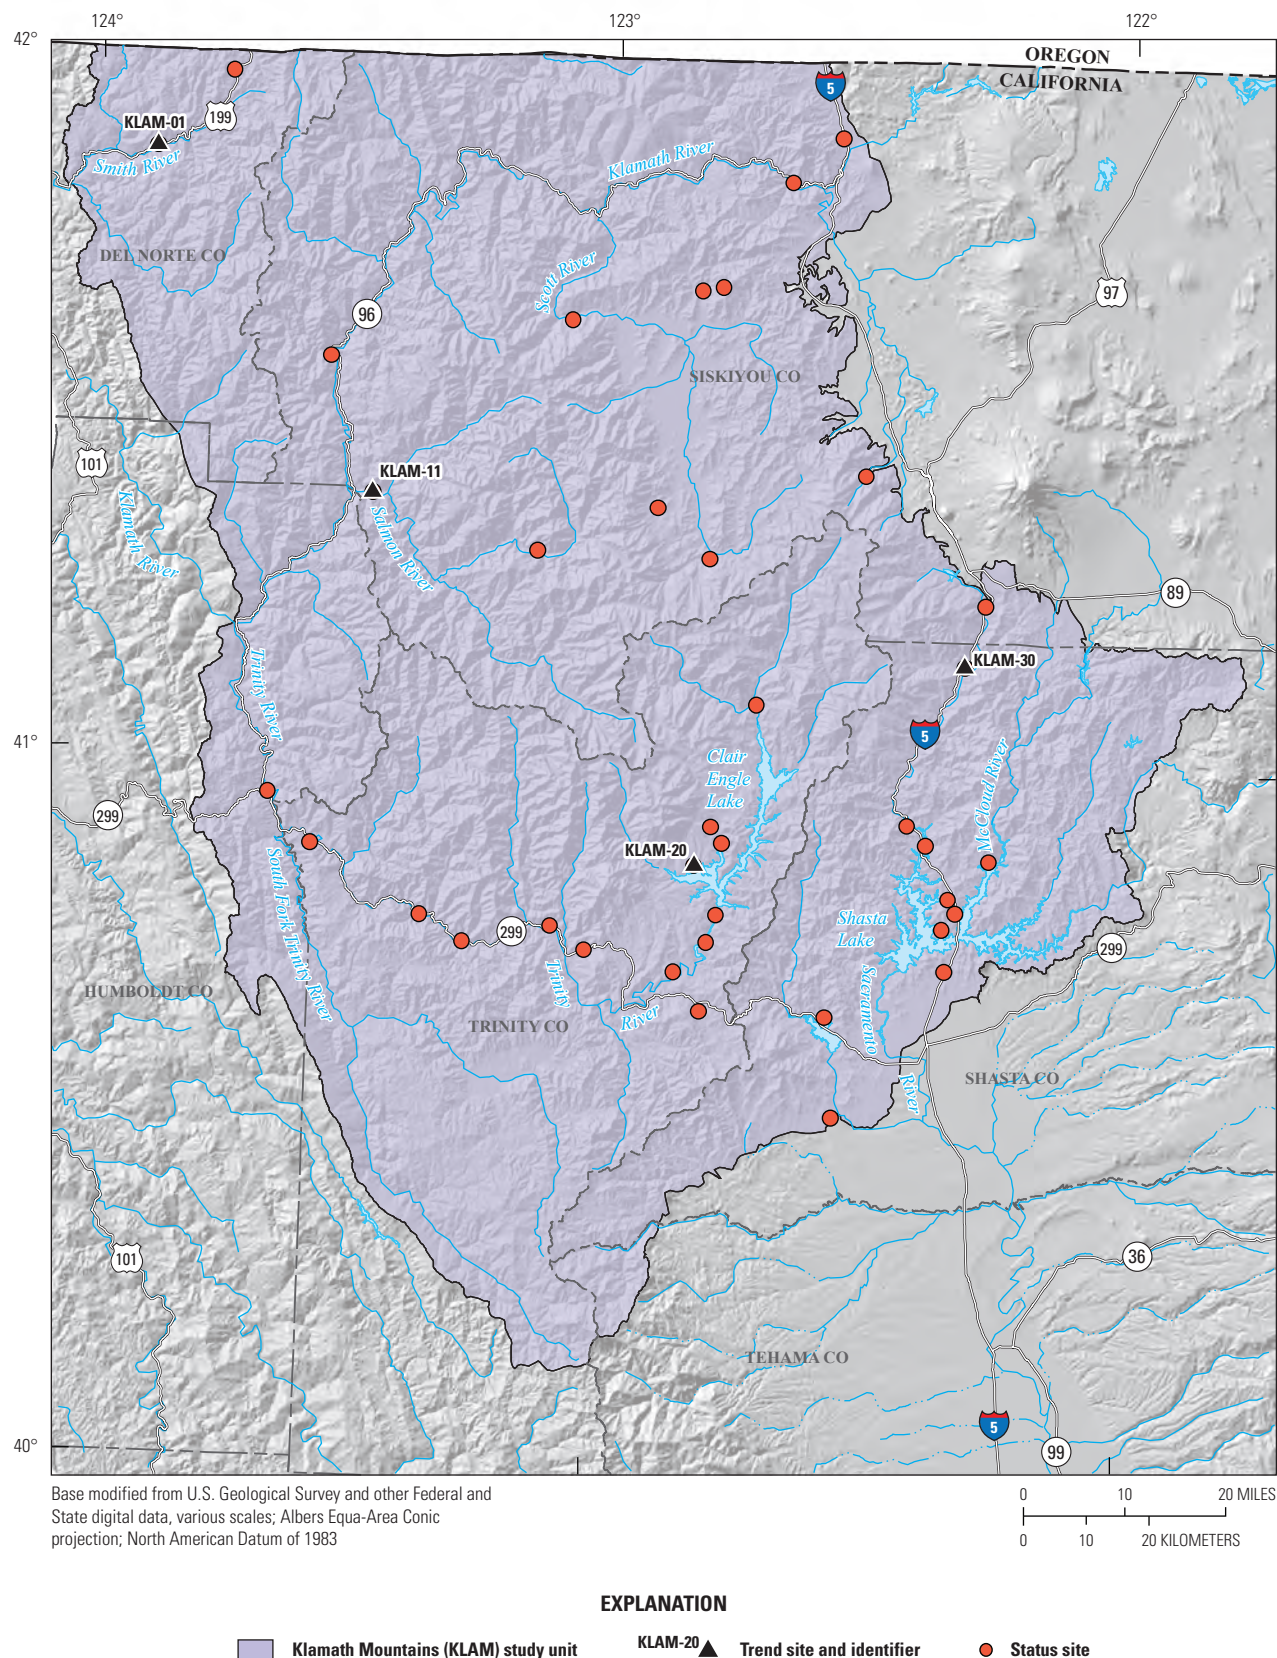 124°
123°
122°
42°
OREGON
CALIFORNIA
5
KLAM-01
199
Smith River
Klamath River
DEL NORTE CO
Scott River
97
96
SISKIYOU CO
101
KLAM-11
Klamath River
Salmon River
89
KLAM-30
Trinity River
41°
5
Clair
Engle
Lake
McCloud River
299
KLAM-20
South Fork Trinity River
Shasta
Lake
299
299
Trinity
Sacramento
HUMBOLDT CO
River
TRINITY CO
SHASTA CO
River
101
36
TEHAMA CO
5
40°
99
Base modified from U.S. Geological Survey and other Federal and
State digital data, various scales; Albers Equa-Area Conic
projection; North American Datum of 1983
0 10 20 MILES
0 10 20 KILOMETERS
EXPLANATION
Klamath Mountains (KLAM) study unit
KLAM-20
Trend site and identifier
Status site